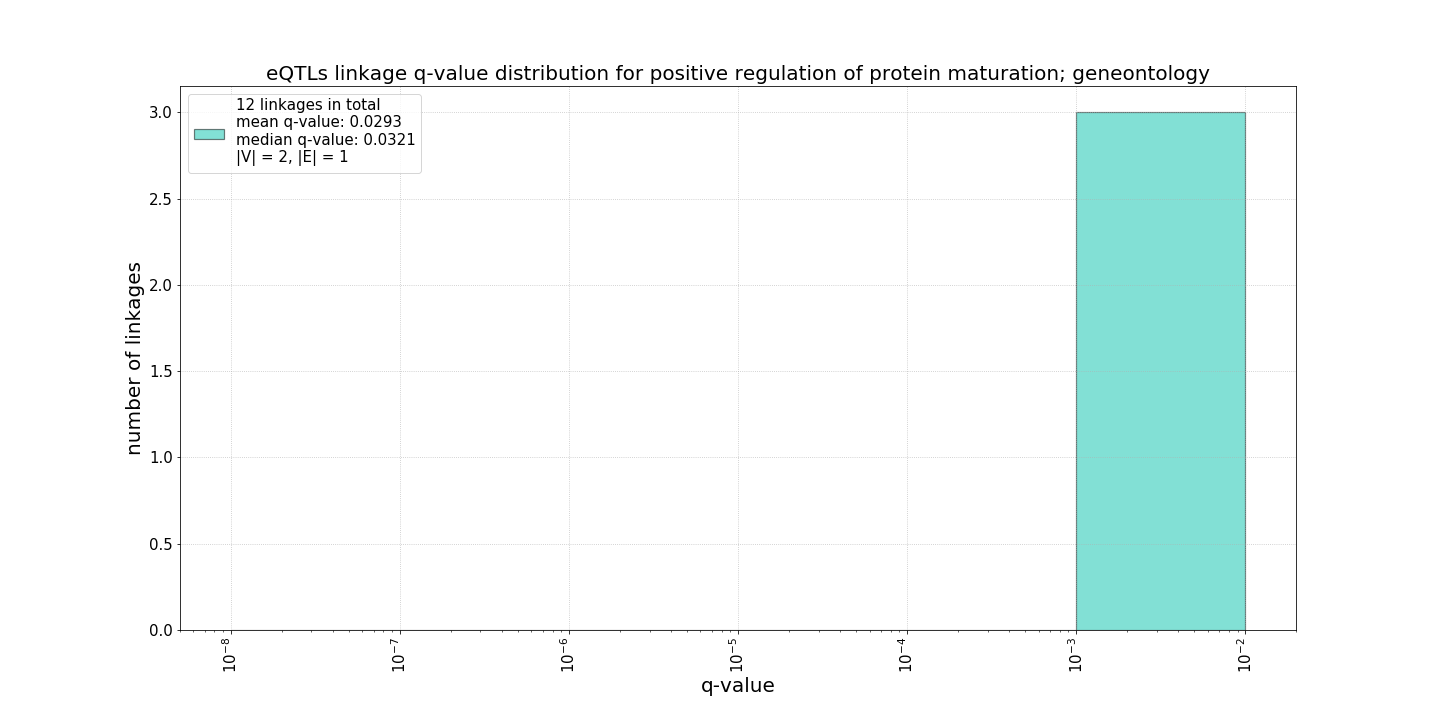 eQTLs linkage q-value distribution for positive regulation of protein maturation; geneontology
12 linkages in total
mean q-value: 0.0293
median q-value: 0.0321
|V| = 2, |E| = 1
number of linkages
3.0
2.5
2.0
1.5
1.0
0.5
0.0
10⁻⁸ 10⁻⁷ 10⁻⁶ 10⁻⁵ 10⁻⁴ 10⁻³ 10⁻²
q-value